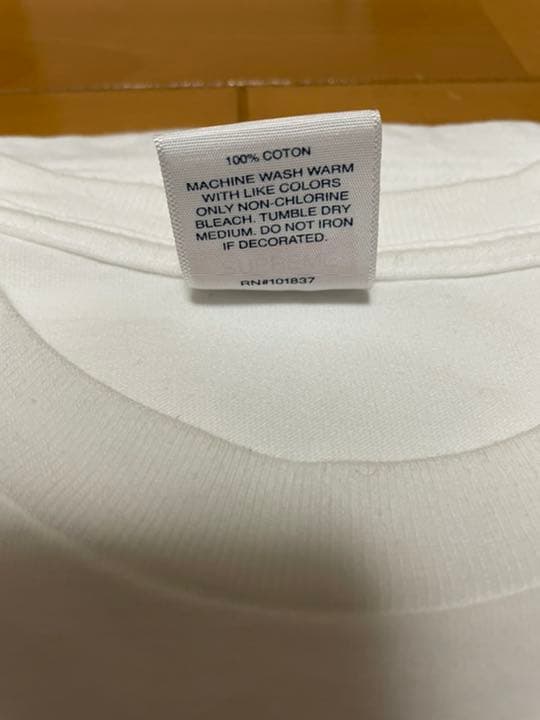 100% COTON
MACHINE WASH WARM
WITH LIKE COLORS
ONLY NON-CHLORINE
BLEACH. TUMBLE DRY
MEDIUM. DO NOT IRON
IF DECORATED.
RN#101837